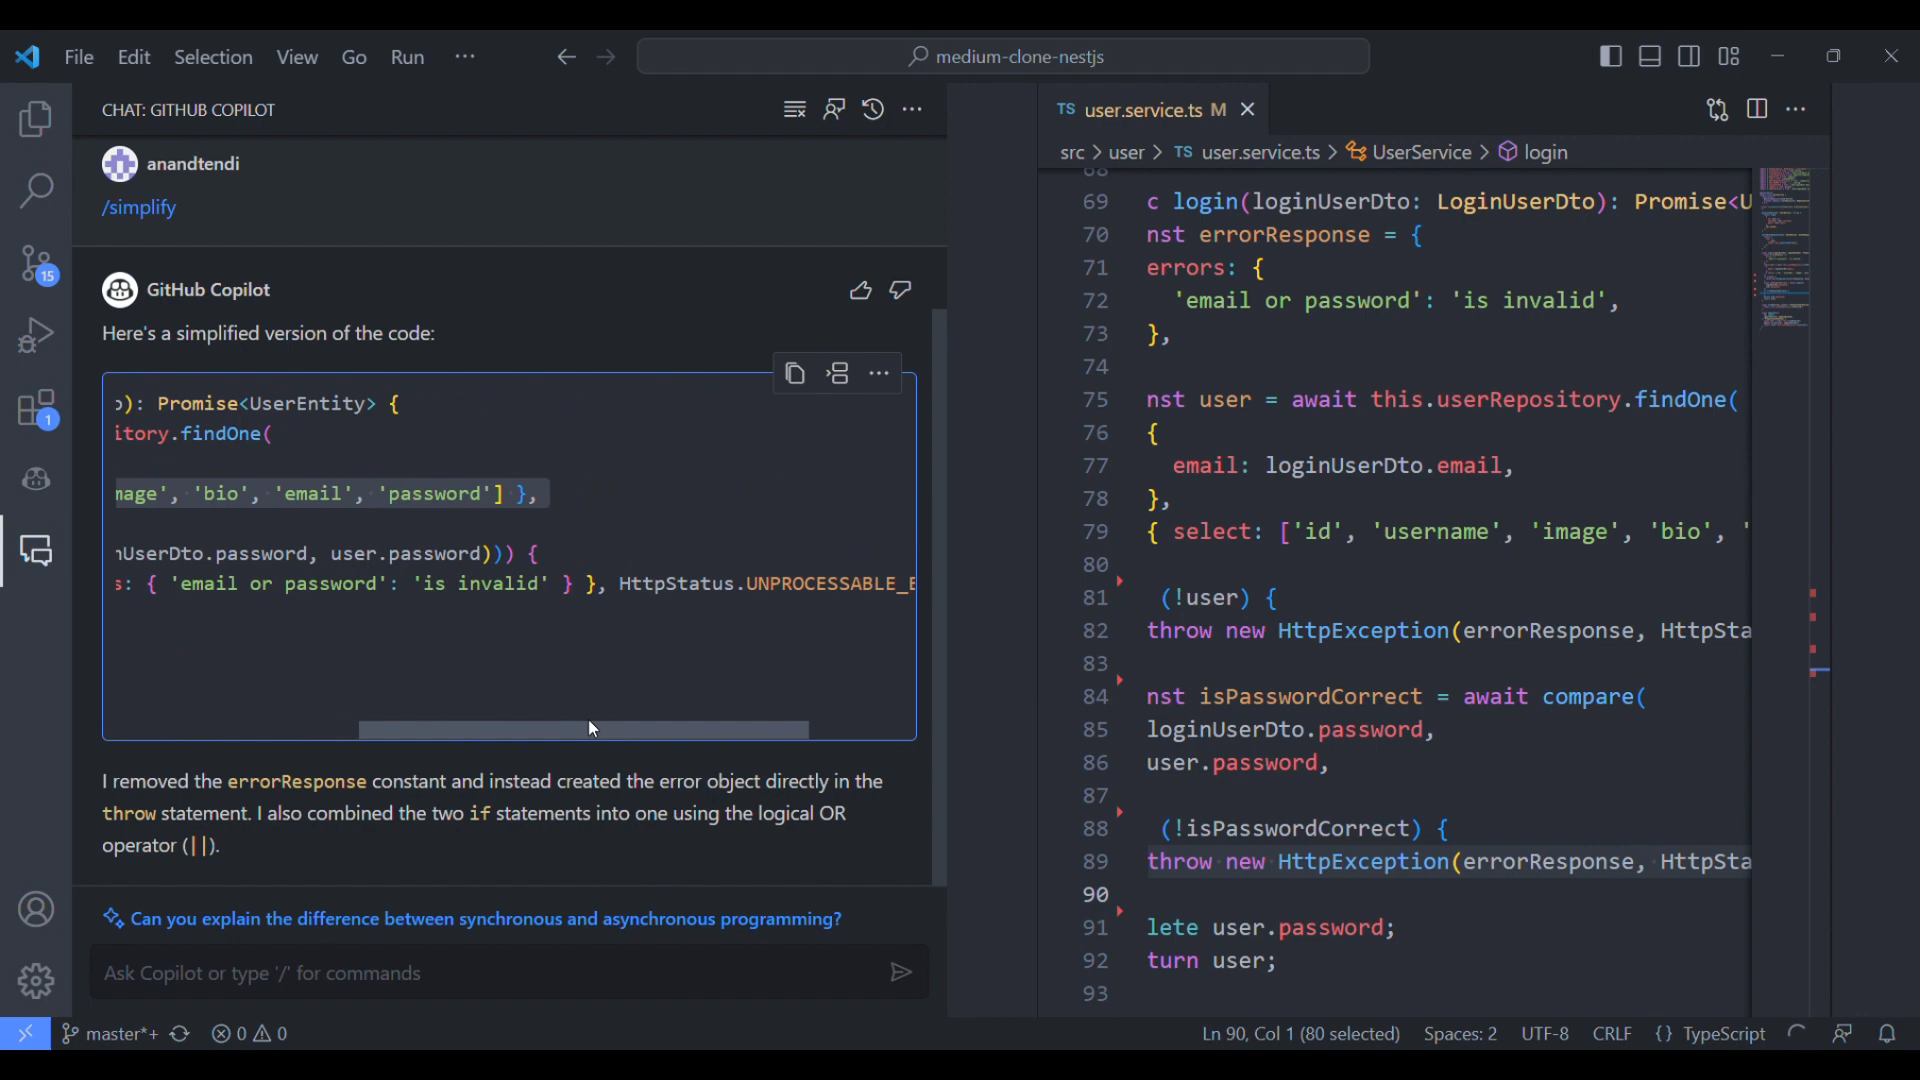 File Edit Selection View Go Run ···
medium-clone-nestjs
CHAT: GITHUB COPILOT
anandtendi
/simplify
GitHub Copilot
Here's a simplified version of the code:
): Promise<UserEntity> {
itory.findOne(
mage', 'bio', 'email', 'password'] },
nUserDto.password, user.password))) {
s: { 'email or password': 'is invalid' } }, HttpStatus.UNPROCESSABLE_E
I removed the errorResponse constant and instead created the error object directly in the
throw statement. I also combined the two if statements into one using the logical OR
operator (||).
Can you explain the difference between synchronous and asynchronous programming?
Ask Copilot or type '/' for commands
15
1
TS user.service.ts M
src > user > TS user.service.ts > UserService > login
68
69 c login(loginUserDto: LoginUserDto): Promise<U
70 nst errorResponse = {
71 errors: {
72 'email or password': 'is invalid',
73 },
74
75 nst user = await this.userRepository.findOne(
76 {
77 email: loginUserDto.email,
78 },
79 { select: ['id', 'username', 'image', 'bio', '
80
81 (!user) {
82 throw new HttpException(errorResponse, HttpSta
83
84 nst isPasswordCorrect = await compare(
85 loginUserDto.password,
86 user.password,
87
88 (!isPasswordCorrect) {
89 throw new HttpException(errorResponse, HttpSta
90
91 lete user.password;
92 turn user;
93
master*+ 0 0 Ln 90, Col 1 (80 selected) Spaces: 2 UTF-8 CRLF {} TypeScript